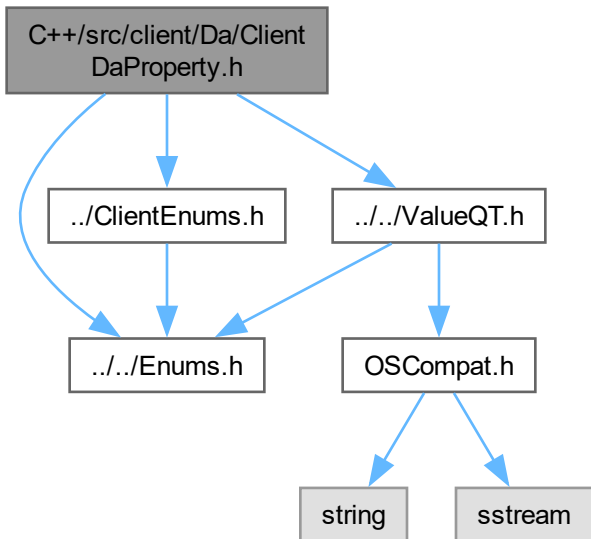 C++/src/client/Da/Client
DaProperty.h
../ClientEnums.h
../../ValueQT.h
../../Enums.h
OSCompat.h
string
sstream